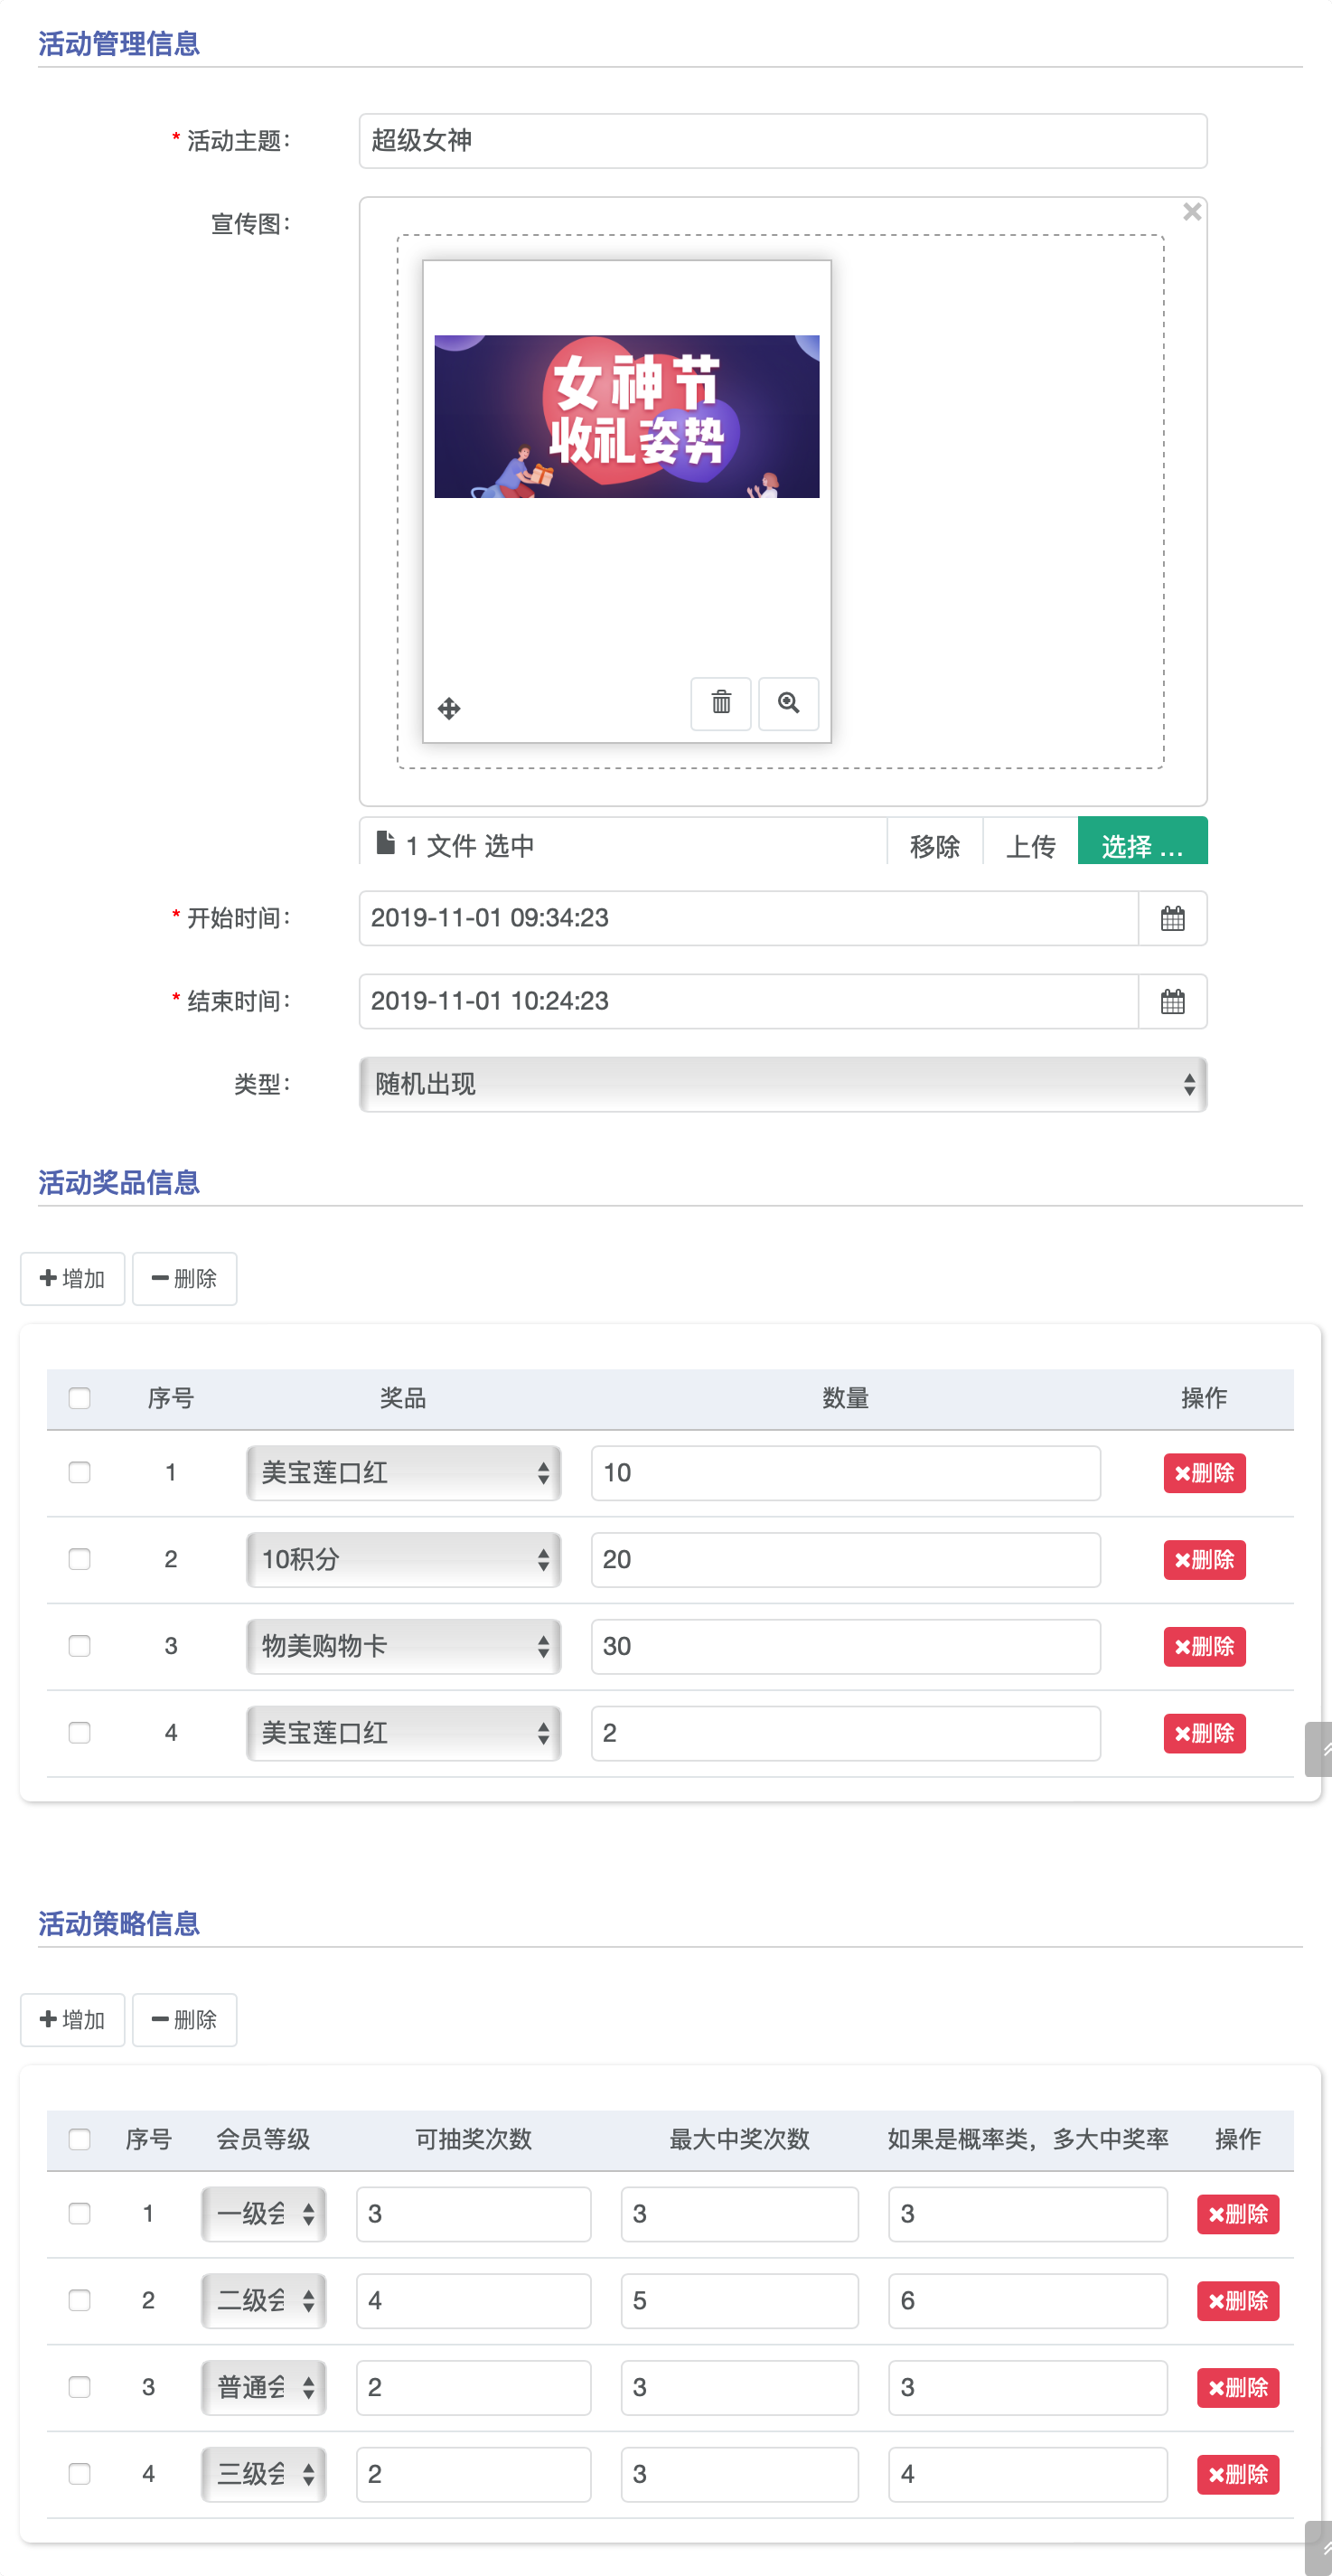 活动管理信息
* 活动主题：
超级女神
宣传图：
女神节
收礼姿势
1 文件 选中
移除
上传
选择 ...
* 开始时间：
2019-11-01 09:34:23
* 结束时间：
2019-11-01 10:24:23
类型：
随机出现
活动奖品信息
增加 删除
序号 奖品 数量 操作
1 美宝莲口红 10 删除
2 10积分 20 删除
3 物美购物卡 30 删除
4 美宝莲口红 2 删除
活动策略信息
增加 删除
序号 会员等级 可抽奖次数 最大中奖次数 如果是概率类，多大中奖率 操作
1 一级会 3 3 3 删除
2 二级会 4 5 6 删除
3 普通会 2 3 3 删除
4 三级会 2 3 4 删除